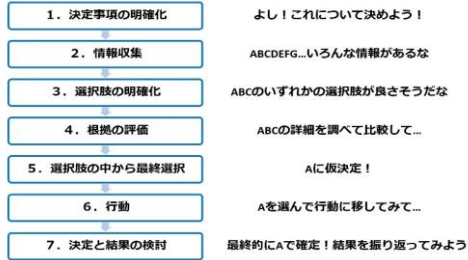 1．決定事項の明確化
よし！これについて決めよう！
2．情報収集
ABCDEFG…いろんな情報があるな
3．選択肢の明確化
ABCのいずれかの選択肢が良さそうだな
4．根拠の評価
ABCの詳細を調べて比較して…
5．選択肢の中から最終選択
Aに仮決定！
6．行動
Aを選んで行動に移してみて…
7．決定と結果の検討
最終的にAで確定！結果を振り返ってみよう